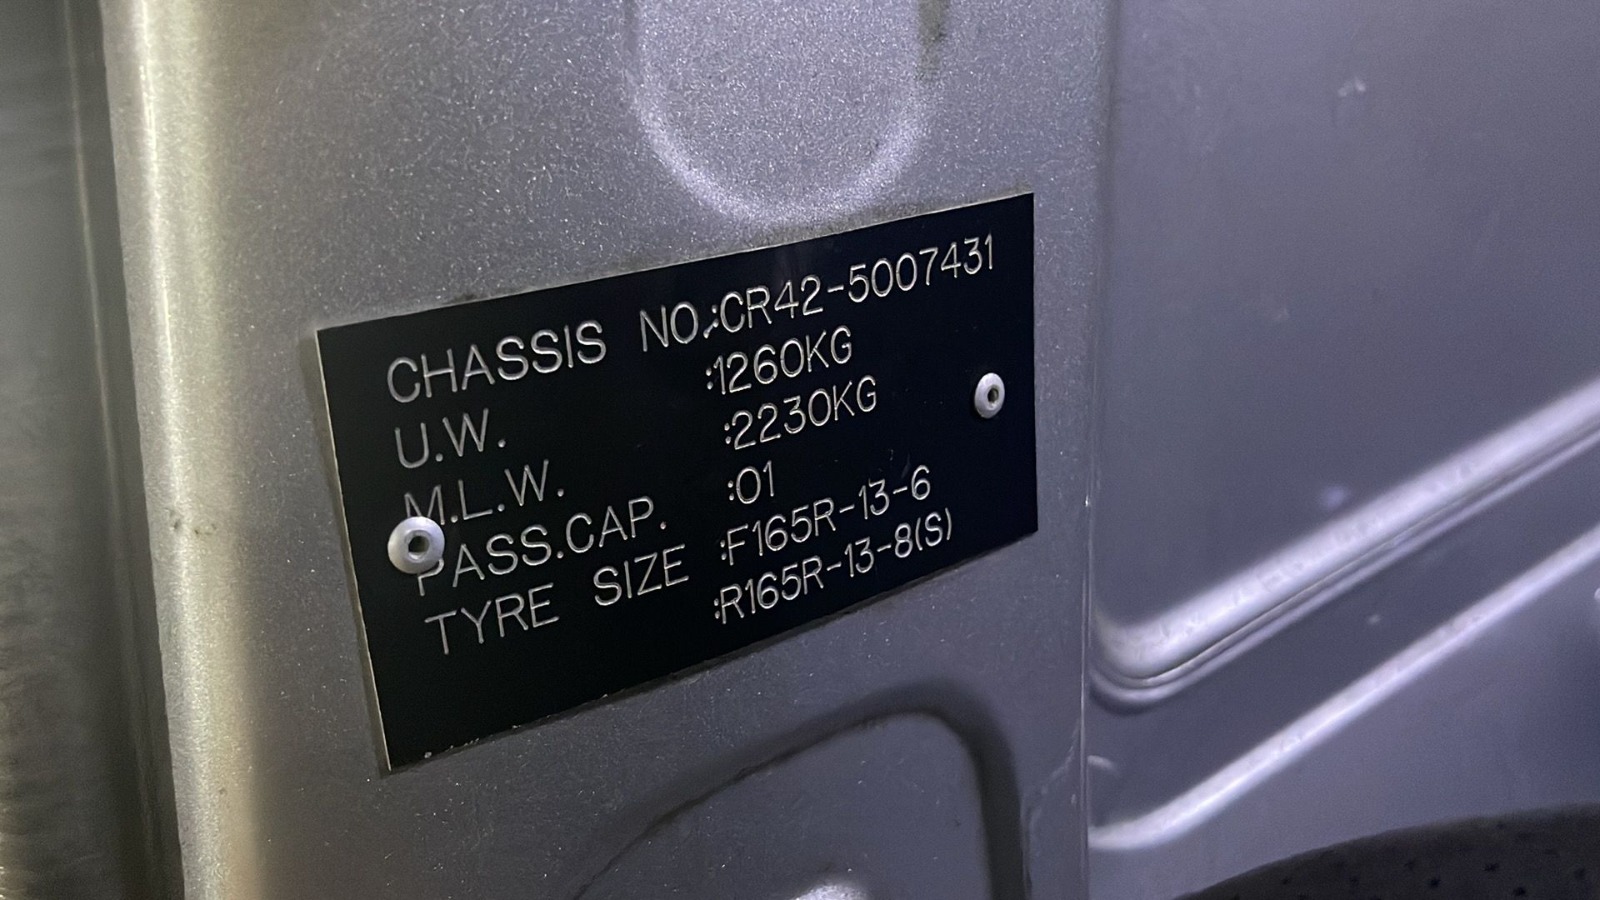 CHASSIS NO.:CR42-5007431
U.W. :1260KG
M.L.W. :2230KG
PASS.CAP. :01
TYRE SIZE :F165R-13-6
:R165R-13-8(S)